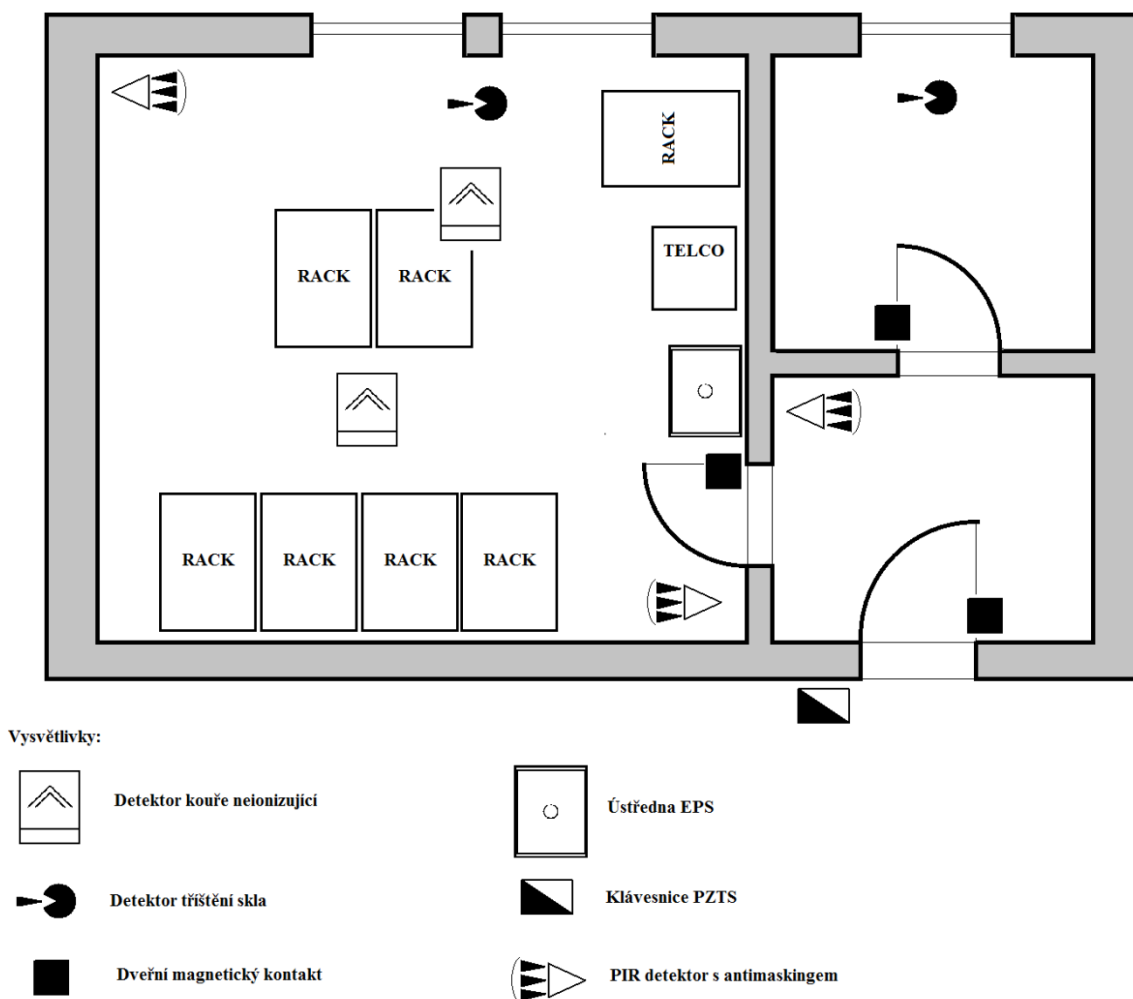 RACK
TELCO
RACK
RACK
RACK
RACK
RACK
RACK
Vysvětlivky:
Detektor kouře neionizující
Ústředna EPS
Detektor tříštění skla
Klávesnice PZTS
Dveřní magnetický kontakt
PIR detektor s antimaskingem